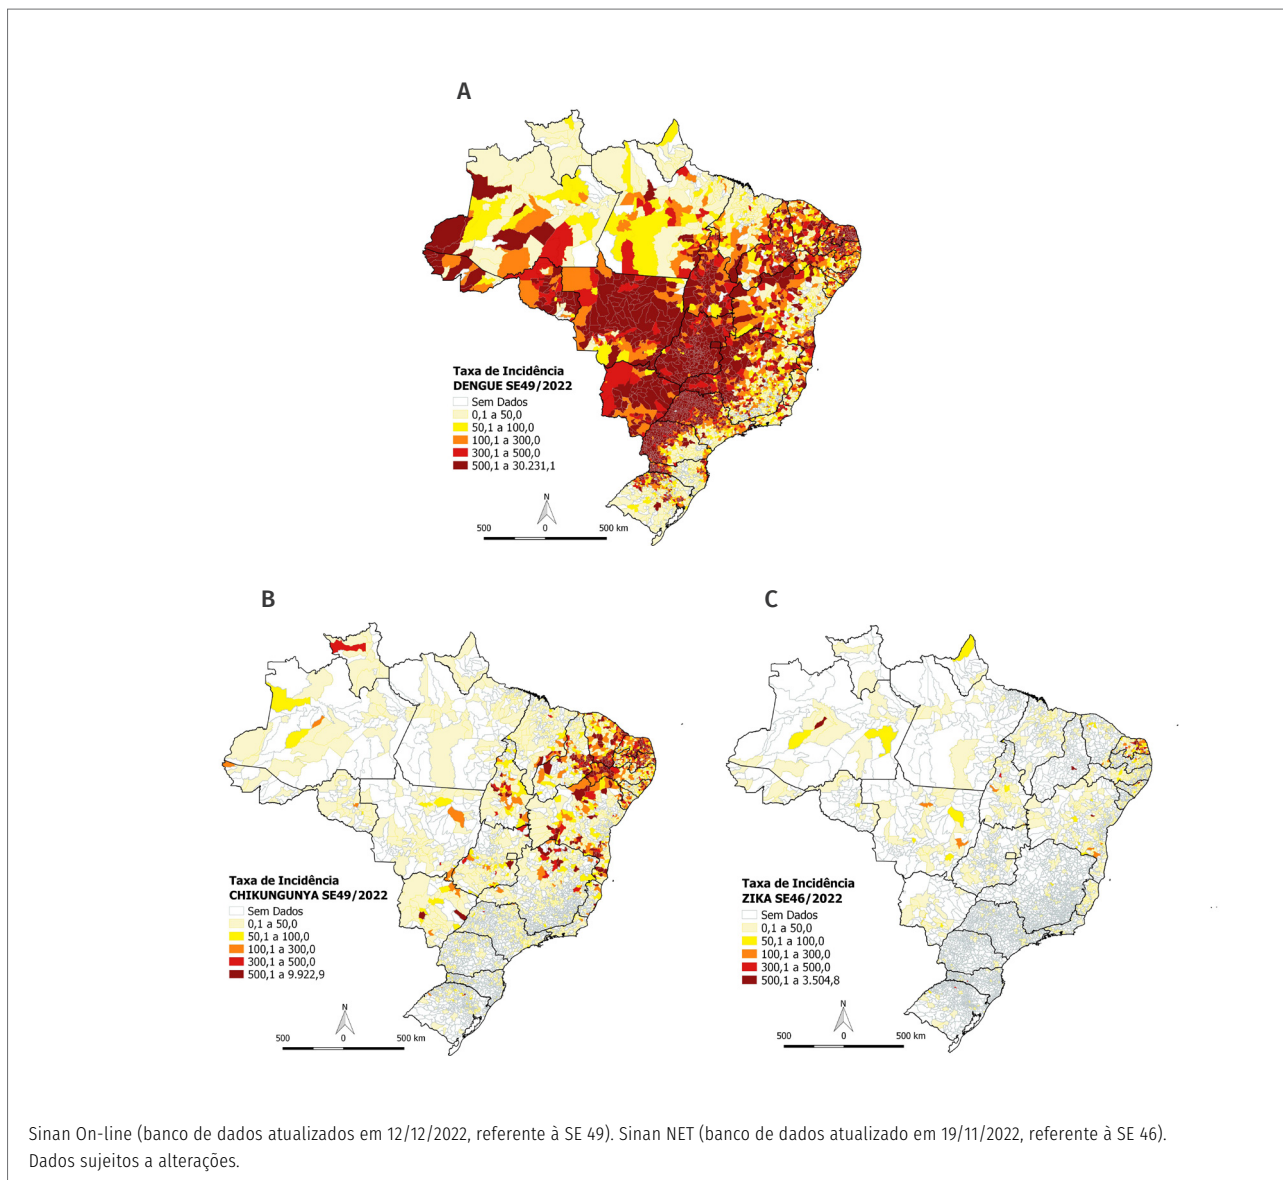 A
Taxa de Incidência
DENGUE SE49/2022
Sem Dados
0,1 a 50,0
50,1 a 100,0
100,1 a 300,0
300,1 a 500,0
500,1 a 30.231,1
N
500 0 500 km
B
Taxa de Incidência
CHIKUNGUNYA SE49/2022
Sem Dados
0,1 a 50,0
50,1 a 100,0
100,1 a 300,0
300,1 a 500,0
500,1 a 9.922,9
N
500 0 500 km
C
Taxa de Incidência
ZIKA SE46/2022
Sem Dados
0,1 a 50,0
50,1 a 100,0
100,1 a 300,0
300,1 a 500,0
500,1 a 3.504,8
N
500 0 500 km
Sinan On-line (banco de dados atualizados em 12/12/2022, referente à SE 49). Sinan NET (banco de dados atualizado em 19/11/2022, referente à SE 46).
Dados sujeitos a alterações.